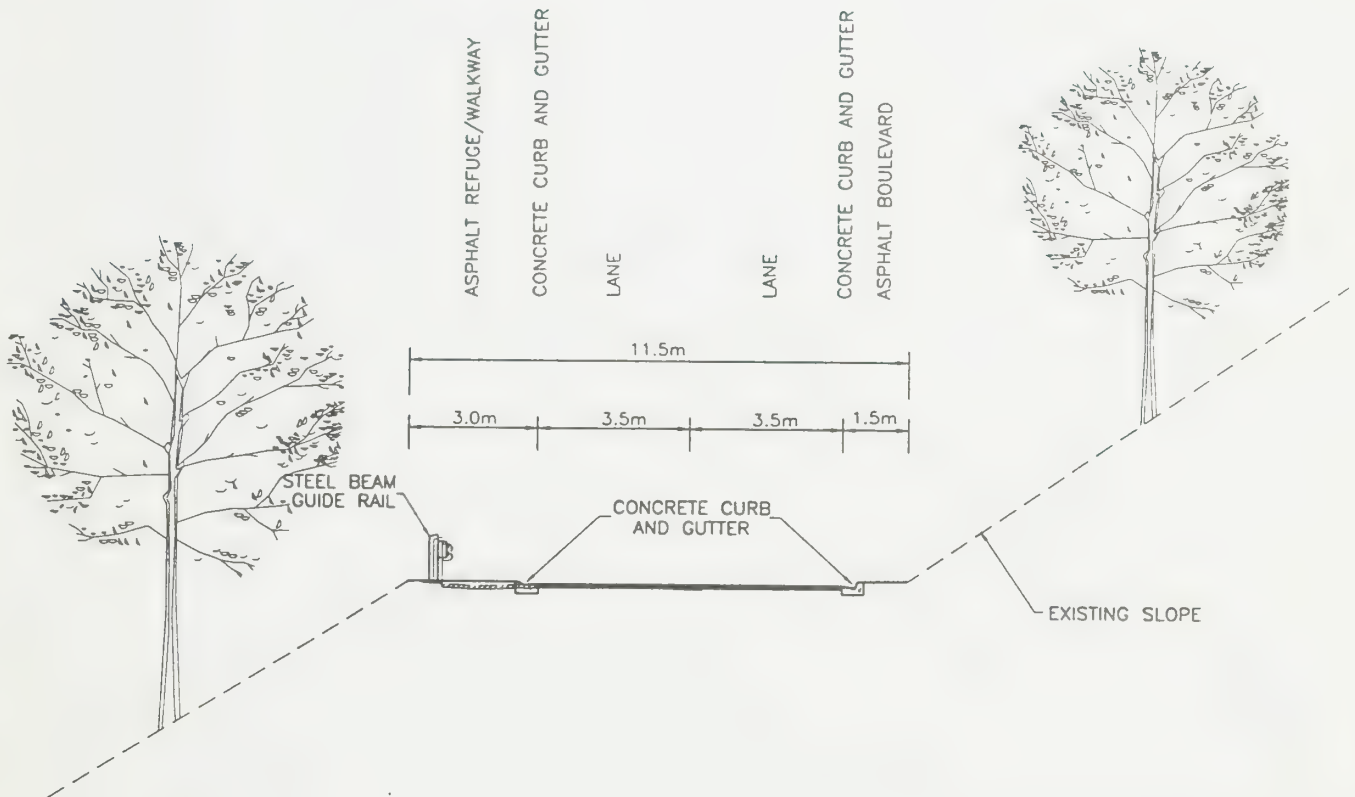 ASPHALT REFUGE/WALKWAY
CONCRETE CURB AND GUTTER
LANE
LANE
CONCRETE CURB AND GUTTER
ASPHALT BOULEVARD
11.5m
3.0m
3.5m
3.5m
1.5m
STEEL BEAM
GUIDE RAIL
CONCRETE CURB
AND GUTTER
EXISTING SLOPE